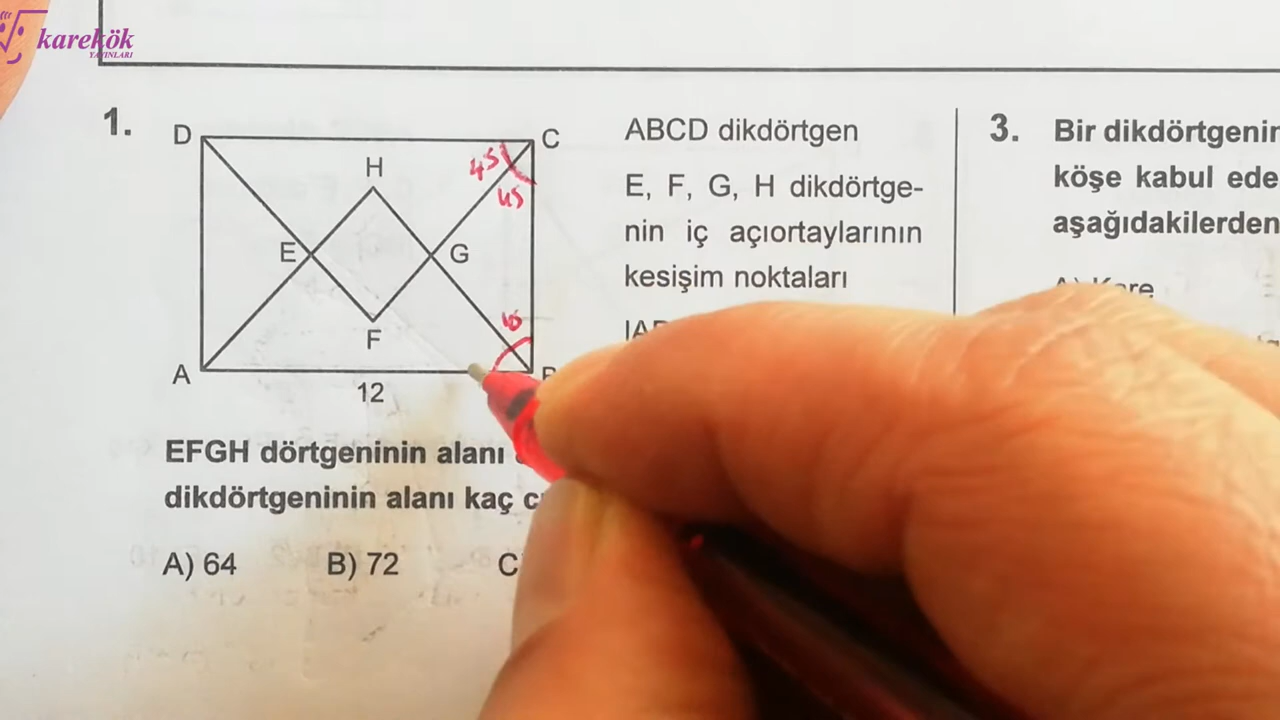 karekök
YAYINLARI
1.
D
C
H
45
45
E
G
F
A
12
ABCD dikdörtgen
E, F, G, H dikdörtge-
nin iç açıortaylarının
kesişim noktaları
EFGH dörtgeninin alanı
dikdörtgeninin alanı kaç
A) 64 B) 72 C
3. Bir dikdörtgenin
köşe kabul ede
aşağıdakilerden